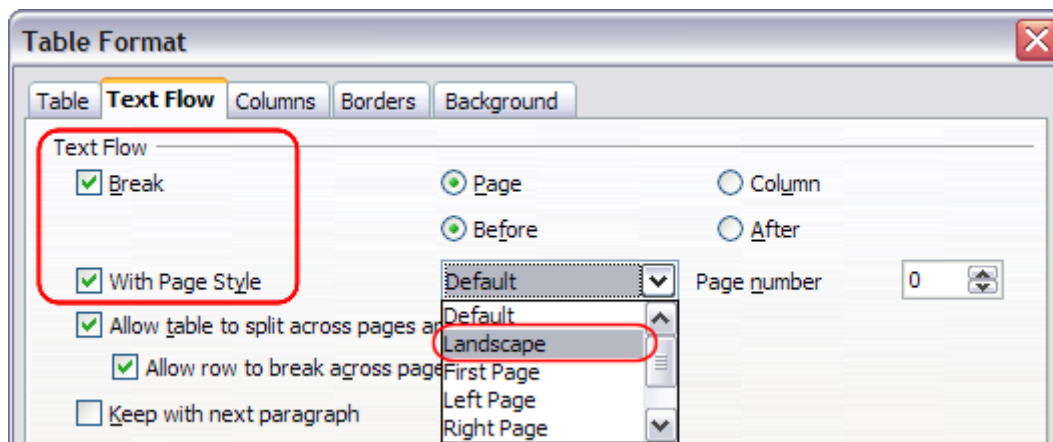 Table Format
Table Text Flow Columns Borders Background
Text Flow
Break Page Column
Before After
With Page Style Default Page number 0
Allow table to split across pages
Default
Landscape
Allow row to break across
First Page
Left Page
Keep with next paragraph
Right Page